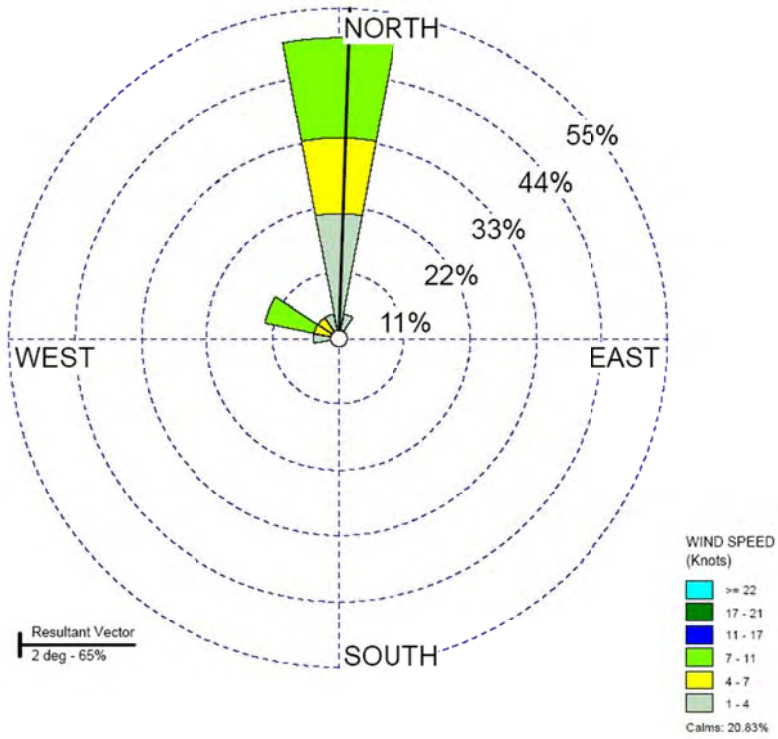 NORTH
55%
44%
33%
22%
11%
WEST
EAST
WIND SPEED
(Knots)
>= 22
17 - 21
11 - 17
7 - 11
4 - 7
1 - 4
Calms: 20.83%
Resultant Vector
2 deg - 65%
SOUTH